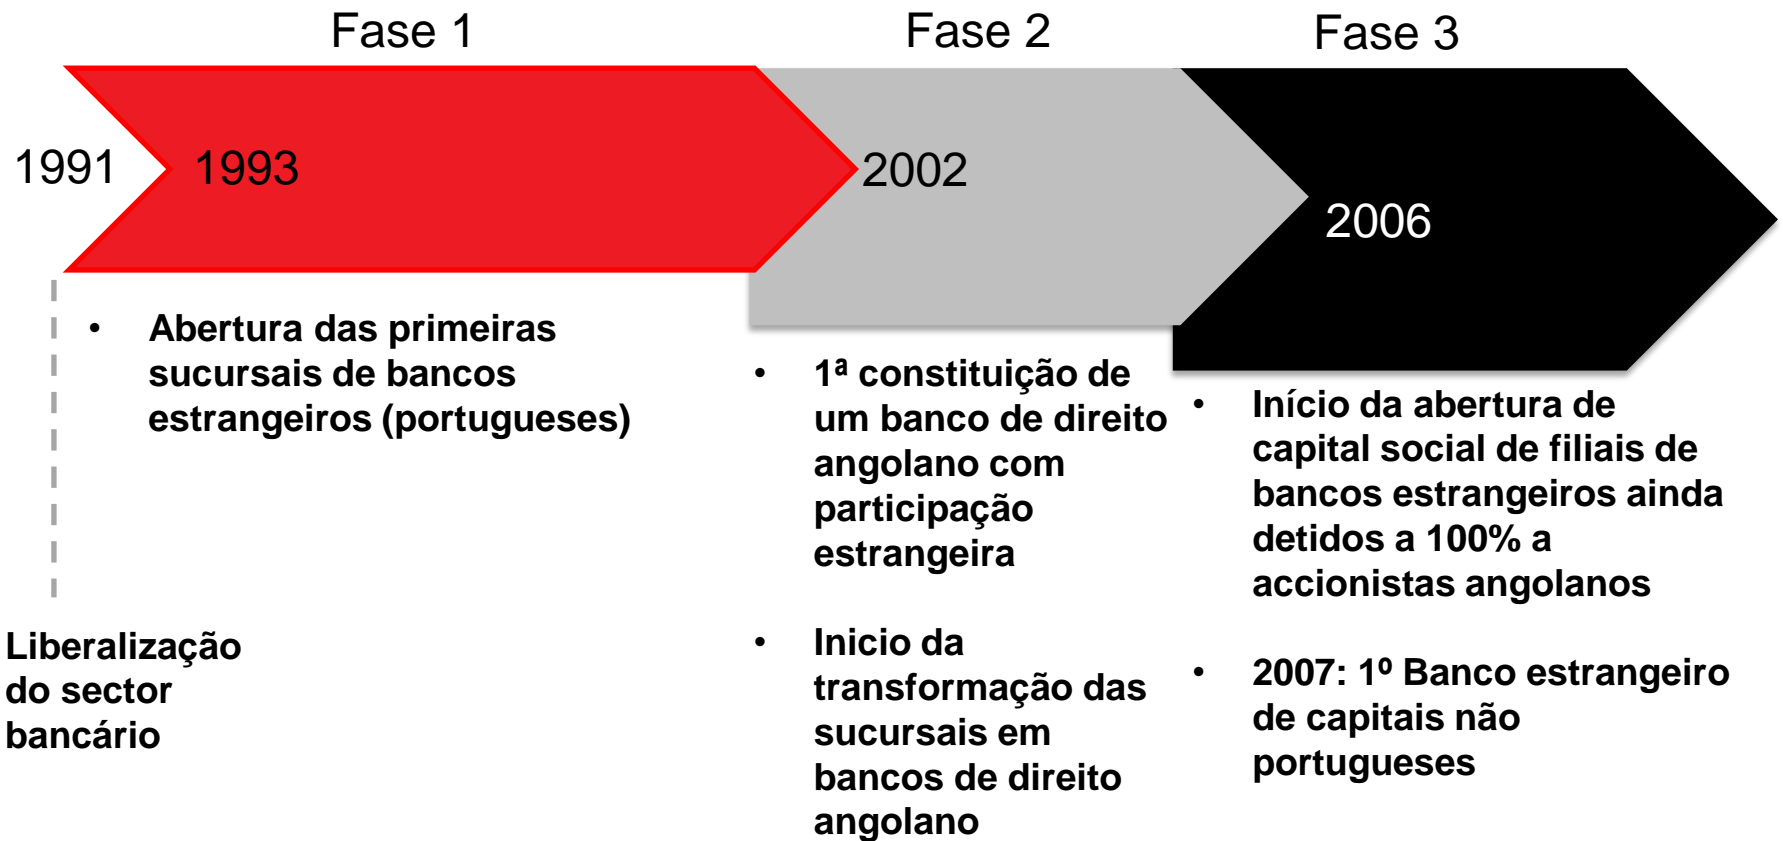 Fase 1
Fase 2
Fase 3
1991
1993
2002
2006
• Abertura das primeiras
sucursais de bancos
estrangeiros (portugueses)
Liberalização
do sector
bancário
• 1ª constituição de
um banco de direito
angolano com
participação
estrangeira
• Inicio da
transformação das
sucursais em
bancos de direito
angolano
• Início da abertura de
capital social de filiais de
bancos estrangeiros ainda
detidos a 100% a
accionistas angolanos
• 2007: 1º Banco estrangeiro
de capitais não
portugueses